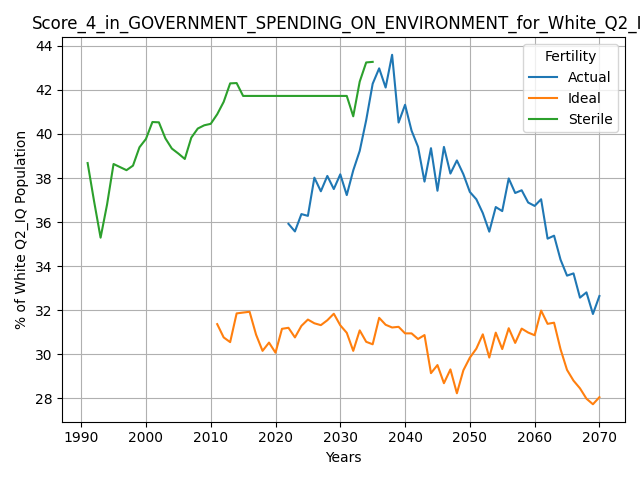 Score_4_in_GOVERNMENT_SPENDING_ON_ENVIRONMENT_for_White_Q2_I
44
42
40
38
36
34
32
30
28
% of White Q2_IQ Population
Fertility
Actual
Ideal
Sterile
1990 2000 2010 2020 2030 2040 2050 2060 2070
Years